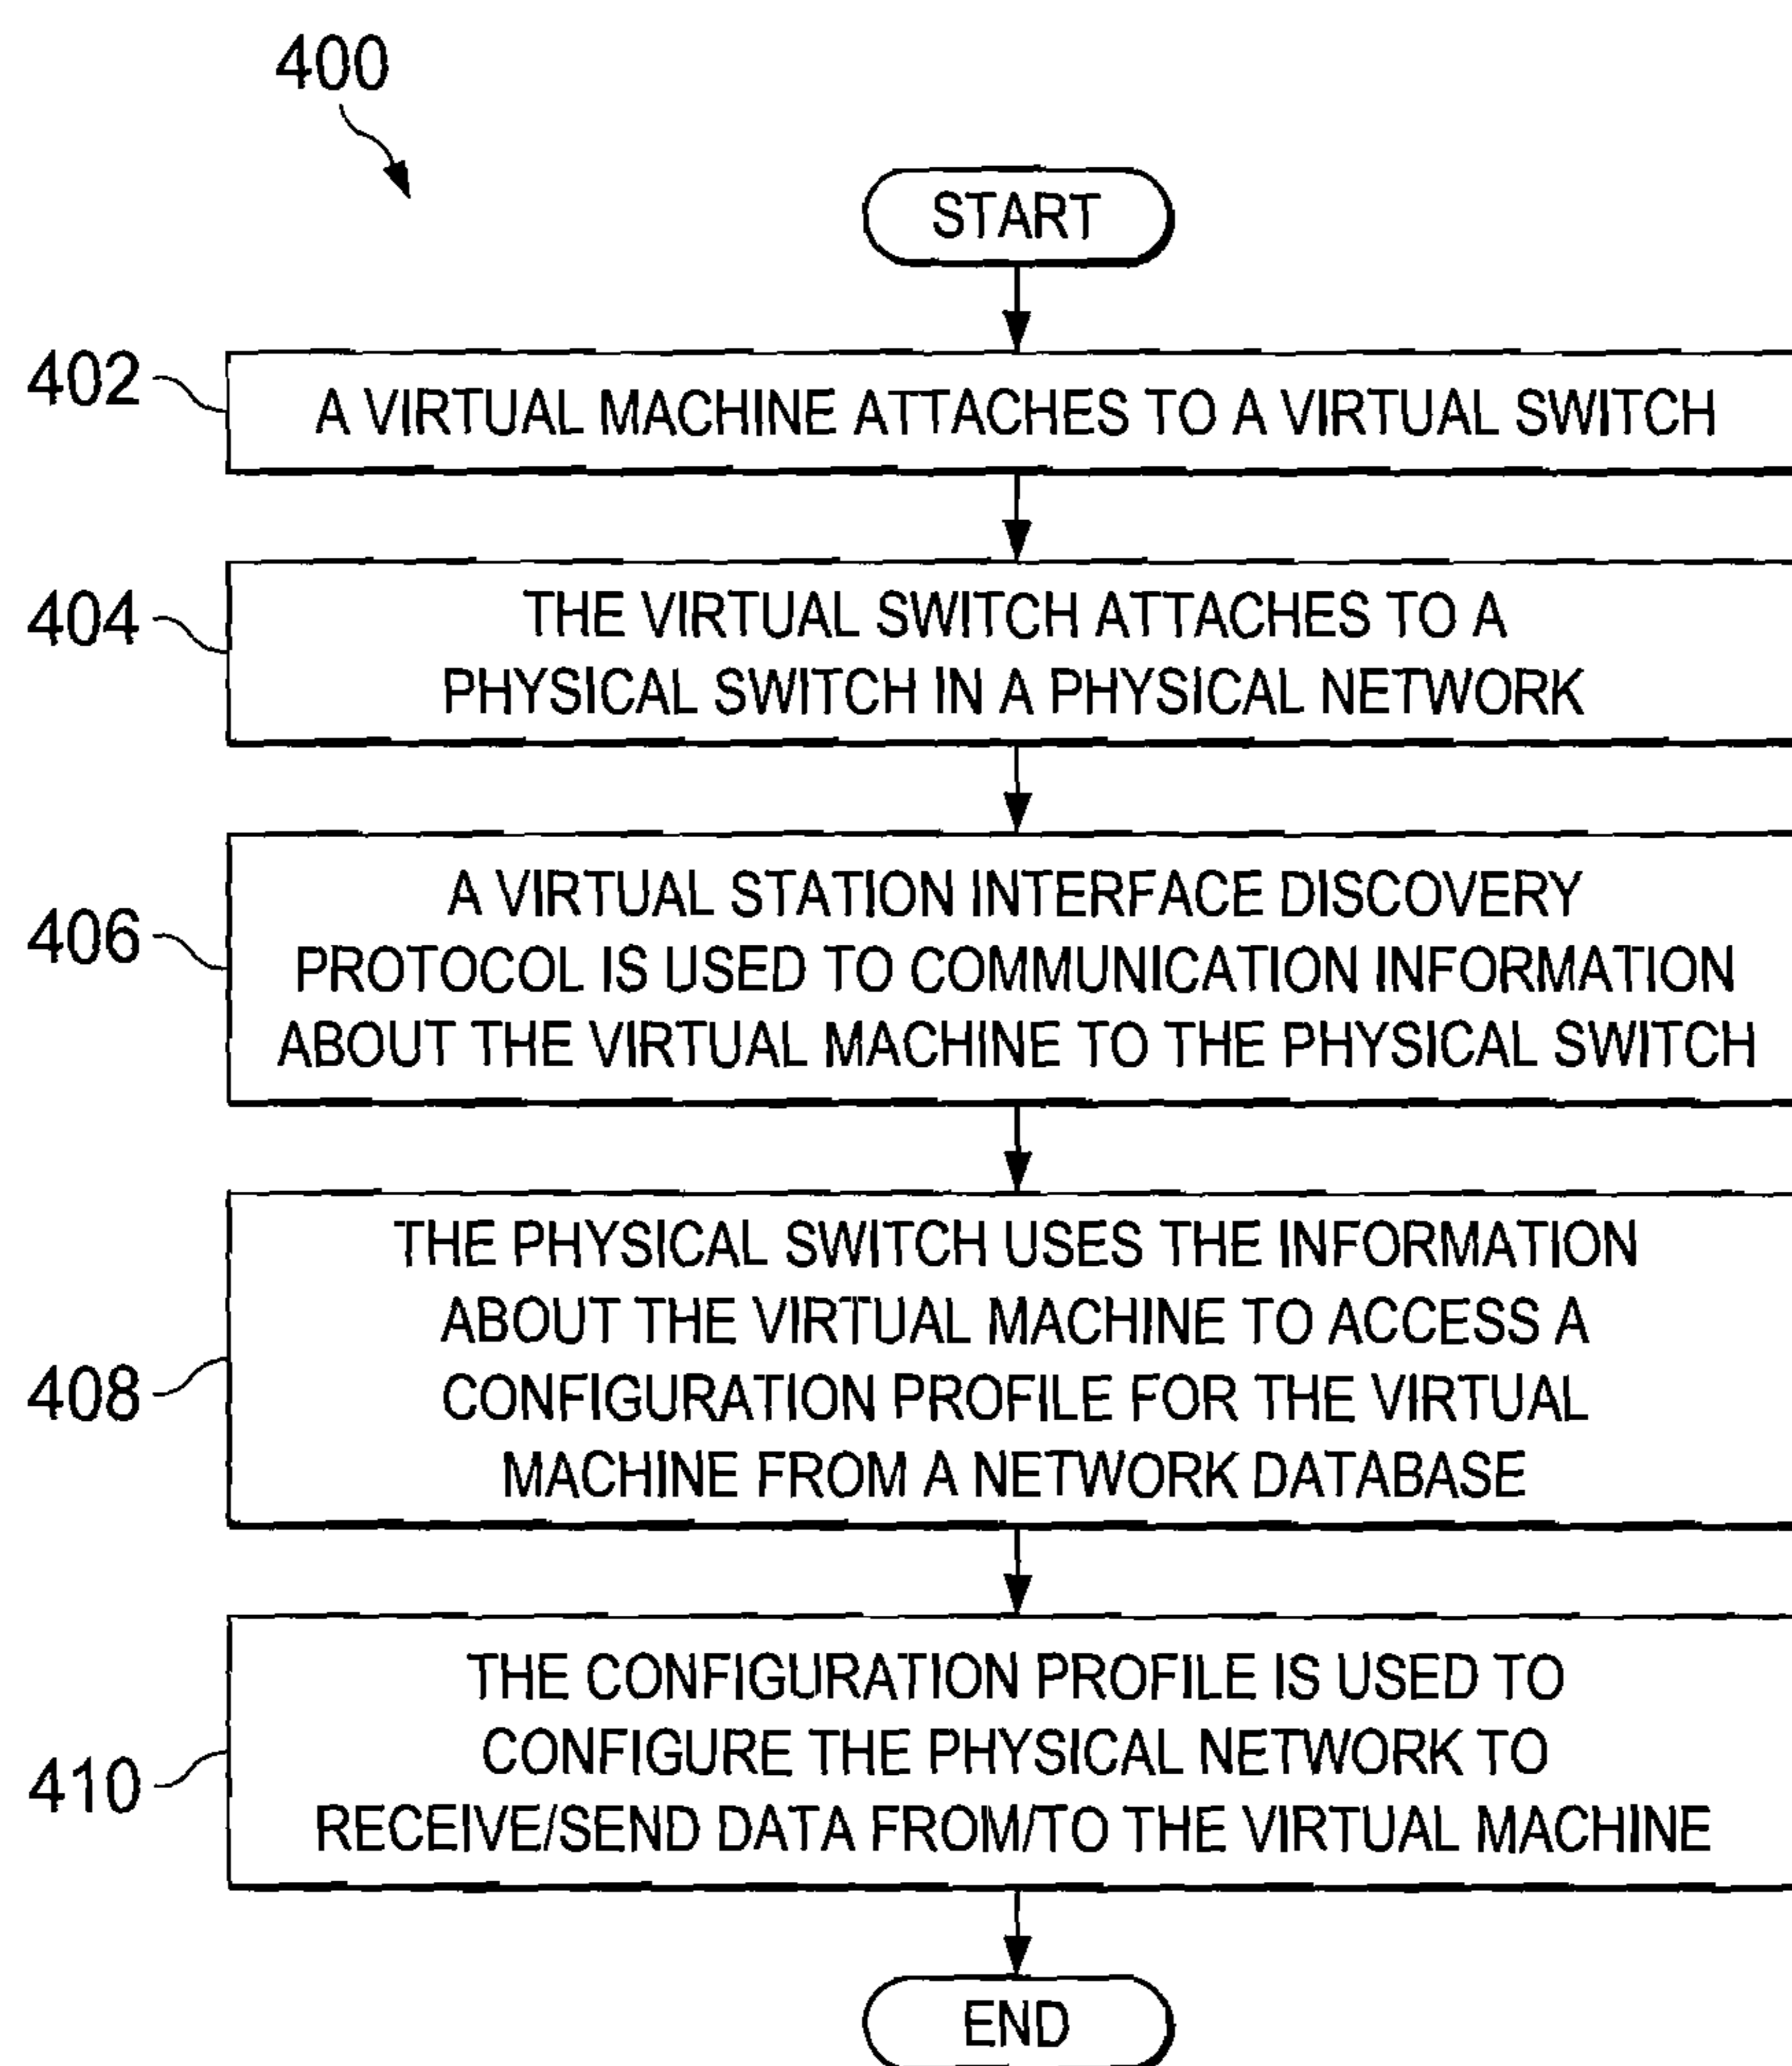 400
START
402
A VIRTUAL MACHINE ATTACHES TO A VIRTUAL SWITCH
404
THE VIRTUAL SWITCH ATTACHES TO A
PHYSICAL SWITCH IN A PHYSICAL NETWORK
406
A VIRTUAL STATION INTERFACE DISCOVERY
PROTOCOL IS USED TO COMMUNICATION INFORMATION
ABOUT THE VIRTUAL MACHINE TO THE PHYSICAL SWITCH
408
THE PHYSICAL SWITCH USES THE INFORMATION
ABOUT THE VIRTUAL MACHINE TO ACCESS A
CONFIGURATION PROFILE FOR THE VIRTUAL
MACHINE FROM A NETWORK DATABASE
410
THE CONFIGURATION PROFILE IS USED TO
CONFIGURE THE PHYSICAL NETWORK TO
RECEIVE/SEND DATA FROM/TO THE VIRTUAL MACHINE
END